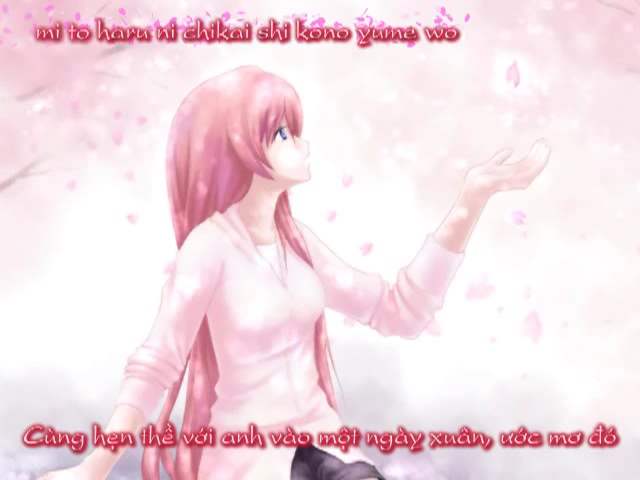 mi to haru ni chikai shi kono yume wo
Cùng hẹn thề với anh vào một ngày xuân, ước mơ đó